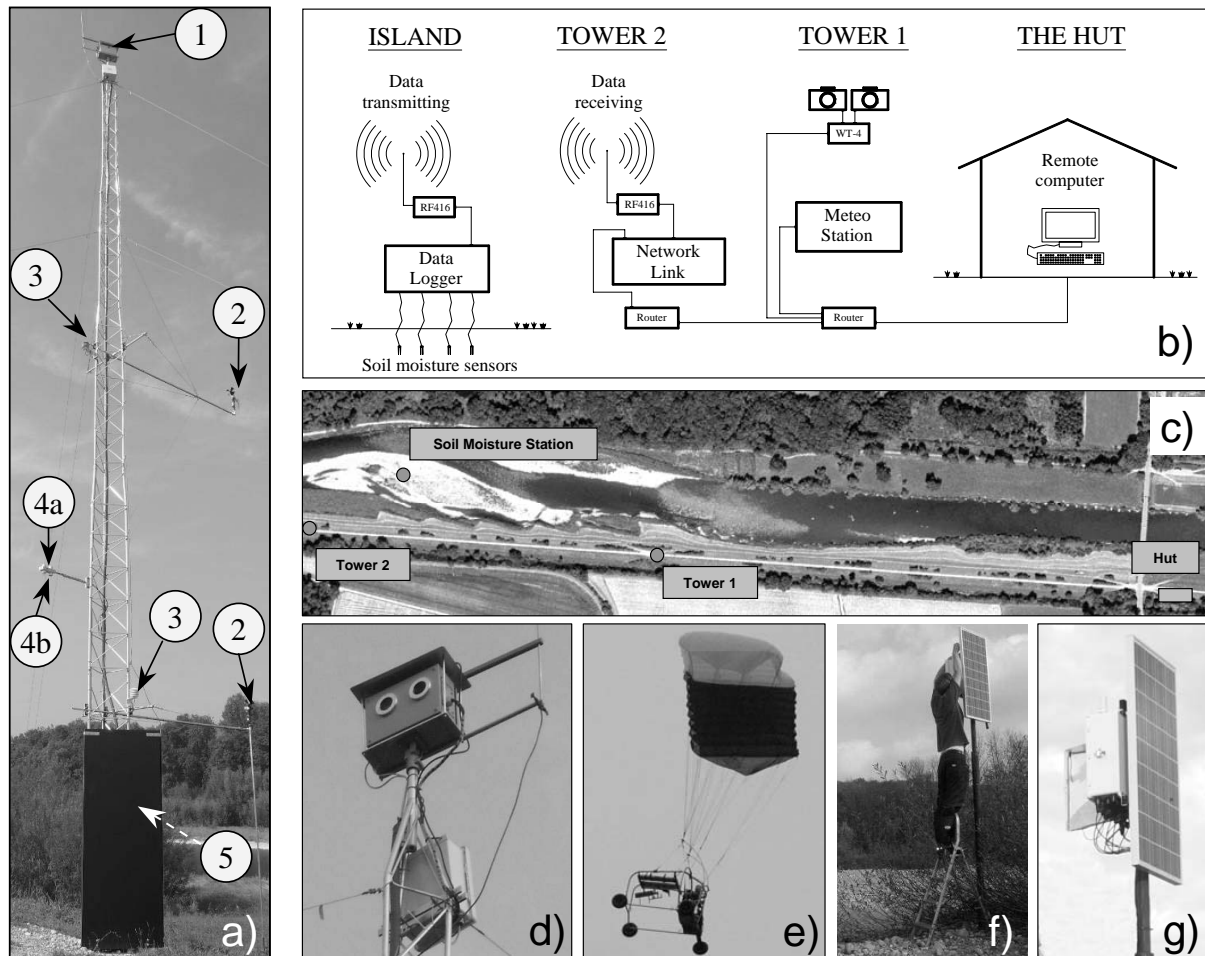 1
3
2
4a
4b
3
2
5
a)
ISLAND
TOWER 2
TOWER 1
THE HUT
Data
transmitting
Data
receiving
WT-4
Remote
computer
RF416
RF416
Meteo
Station
Data
Logger
Network
Link
Router
Router
Soil moisture sensors
b)
c)
Soil Moisture Station
Tower 2
Tower 1
Hut
d)
e)
f)
g)